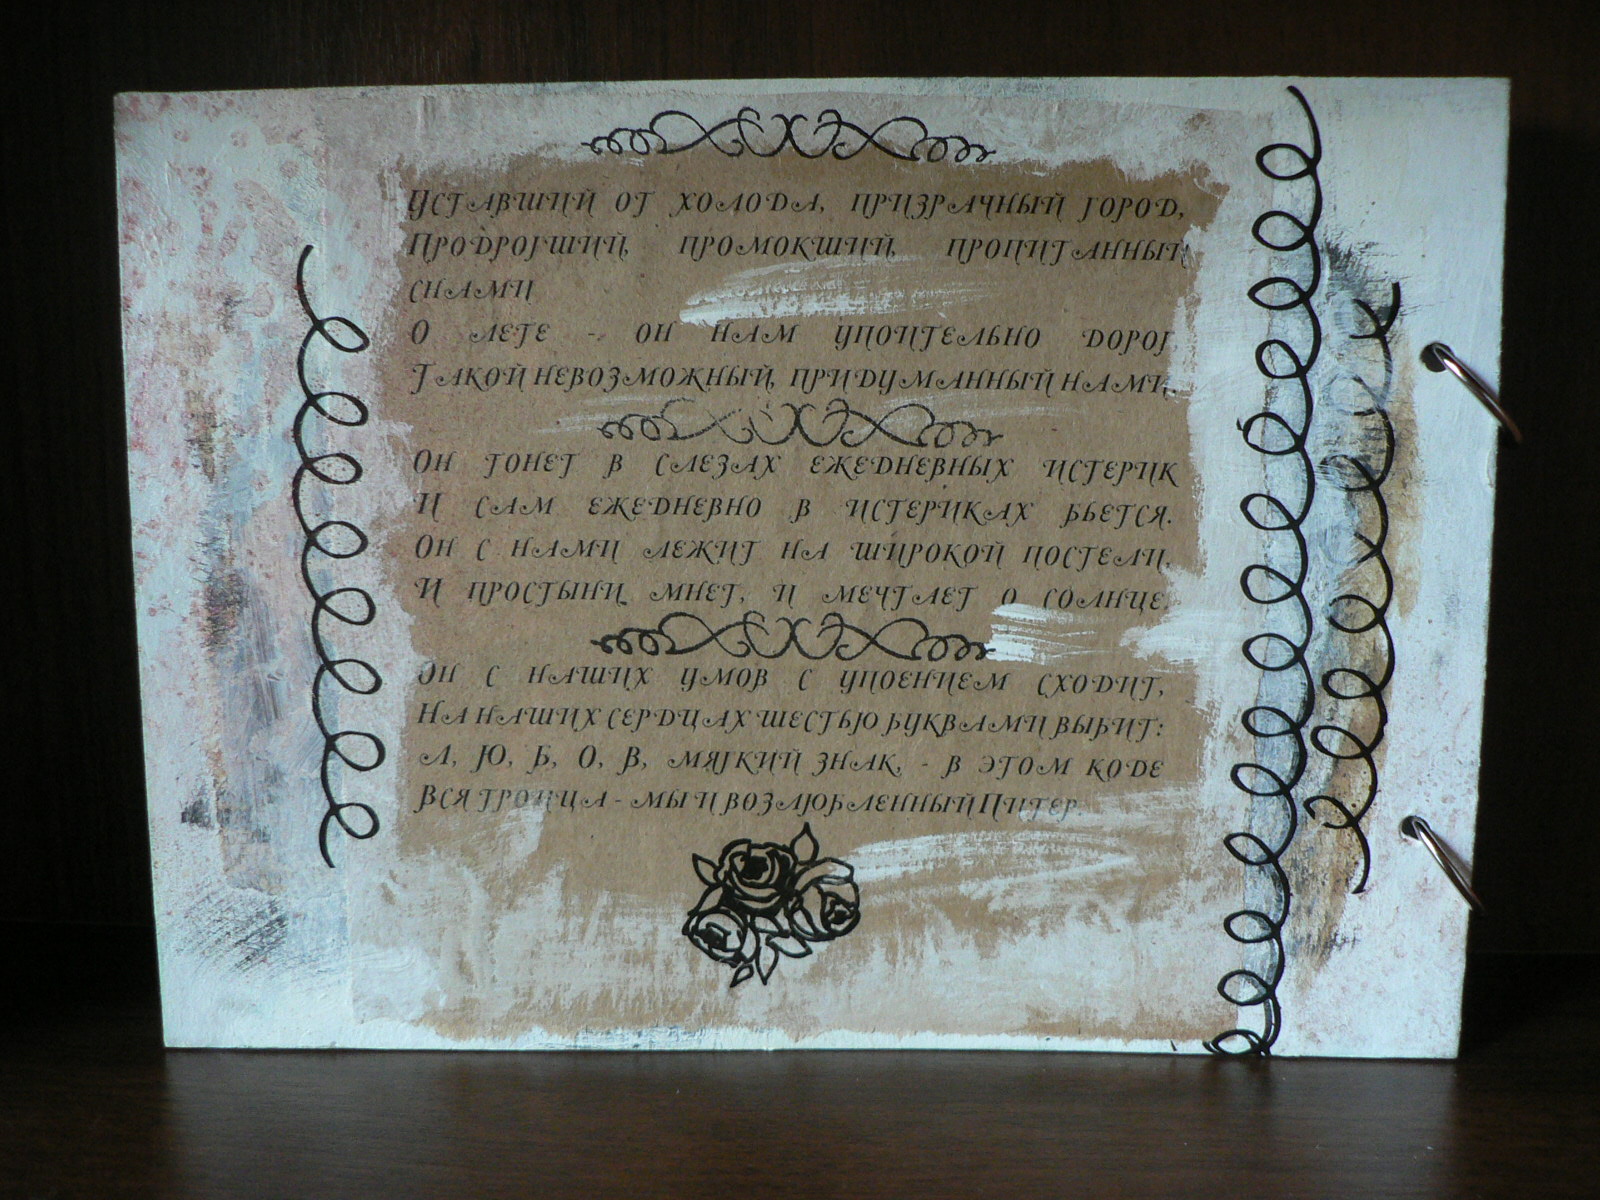 Уставший от холода, призрачный город,
Продрогший, промокший, пропитанный
снами
О лете - он нам упоительно дорог
Такой невозможный, придуманный нами.
Он тонет в слезах ежедневных истерик
И сам ежедневно в истериках бьется.
Он с нами лежит на широкой постели,
И простыни мнет, и мечтает о солнце.
Он с наших умов с упоением сходит,
На наших сердцах шестью буквами выбит:
Л, Ю, Б, О, В, мягкий знак, - в этом коде
Вся троица - мы и возлюбленный Питер.